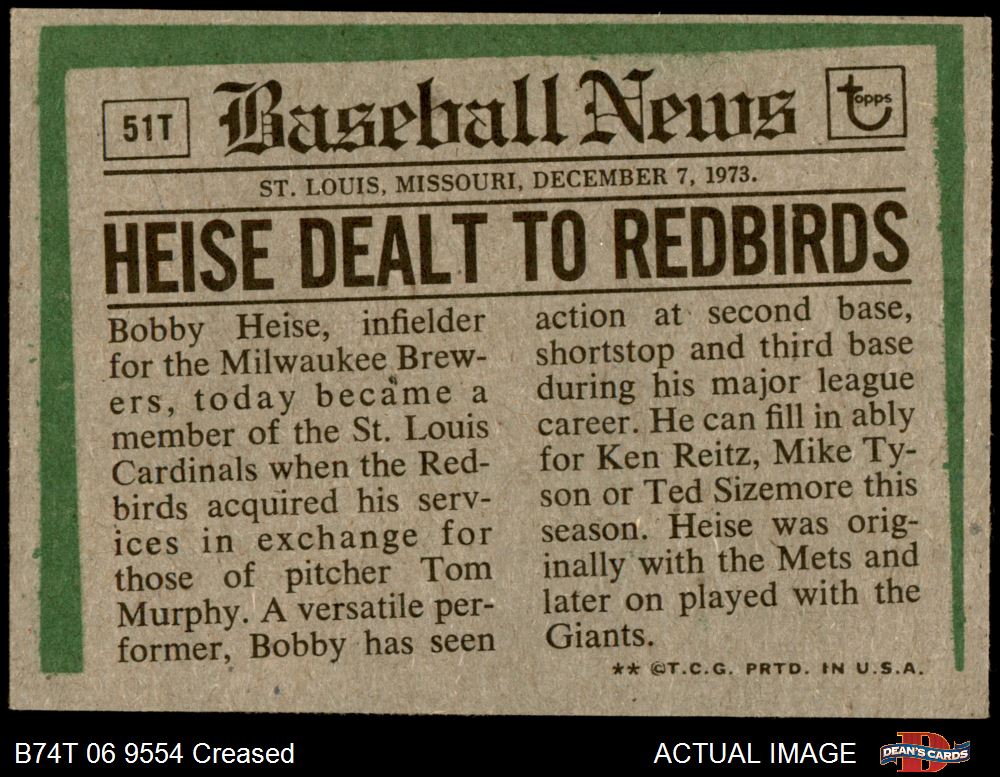 51T
Baseball News
topps
ST. LOUIS, MISSOURI, DECEMBER 7, 1973.
HEISE DEALT TO REDBIRDS
Bobby Heise, infielder
for the Milwaukee Brew-
ers, today became a
member of the St. Louis
Cardinals when the Red-
birds acquired his serv-
ices in exchange for
those of pitcher Tom
Murphy. A versatile per-
former, Bobby has seen
action at second base,
shortstop and third base
during his major league
career. He can fill in ably
for Ken Reitz, Mike Ty-
son or Ted Sizemore this
season. Heise was orig-
inally with the Mets and
later on played with the
Giants.
** ©T.C.G. PRTD. IN U.S.A.
B74T 06 9554 Creased
ACTUAL IMAGE
DEAN'S CARDS